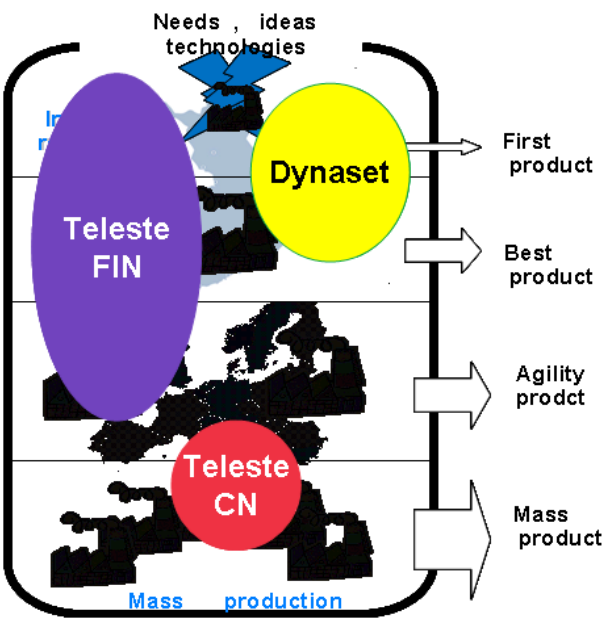 Needs , ideas
technologies
First
product
Dynaset
Teleste
FIN
Best
product
Agility
prodct
Teleste
CN
Mass
product
Mass production